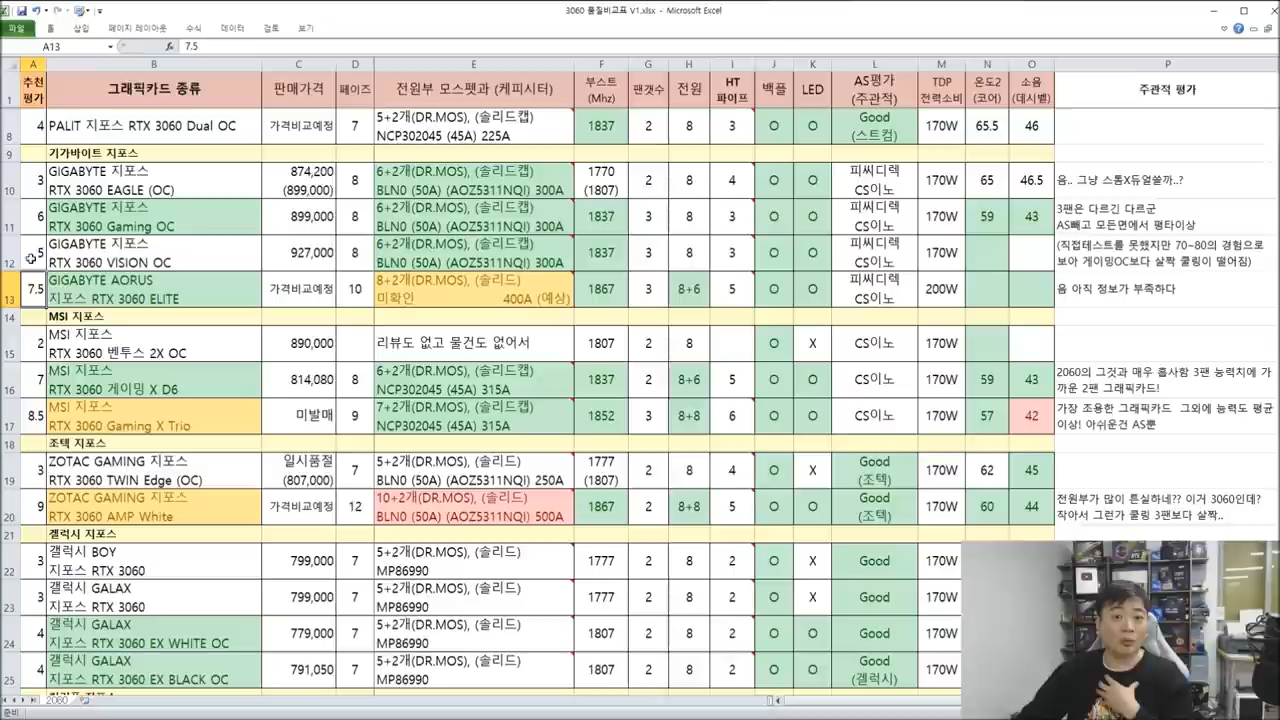 3060 품질비교표 V1.xlsx - Microsoft Excel
파일 홈 삽입 페이지 레이아웃 수식 데이터 검토 보기
A13 fx 7.5
A B C D E F G H I J K L M N O P
1 추천 평가 그래픽카드 종류 판매가격 페이즈 전원부 모스펫과 (케피시터) 부스트 (Mhz) 팬갯수 전원 HT 파이프 백플 LED AS평가 (주관적) TDP 전력소비 온도2 (코어) 소음 (데시벨) 주관적 평가
8 4 PALIT 지포스 RTX 3060 Dual OC 가격비교예정 7 5+2개(DR.MOS), (솔리드캡) NCP302045 (45A) 225A 1837 2 8 3 O O Good (스트컴) 170W 65.5 46
9 기가바이트 지포스
10 3 GIGABYTE 지포스 RTX 3060 EAGLE (OC) 874,200 (899,000) 8 6+2개(DR.MOS), (솔리드캡) BLN0 (50A) (AOZ5311NQI) 300A 1770 (1807) 2 8 4 O O 피씨디렉 CS이노 170W 65 46.5 음.. 그냥 스톰X듀얼쓸까..?
11 6 GIGABYTE 지포스 RTX 3060 Gaming OC 899,000 8 6+2개(DR.MOS), (솔리드캡) BLN0 (50A) (AOZ5311NQI) 300A 1837 3 8 3 O O 피씨디렉 CS이노 170W 59 43 3팬은 다르긴 다르군 AS빼고 모든면에서 평타이상
12 5 GIGABYTE 지포스 RTX 3060 VISION OC 927,000 8 6+2개(DR.MOS), (솔리드캡) BLN0 (50A) (AOZ5311NQI) 300A 1837 3 8 3 O O 피씨디렉 CS이노 170W (직접테스트를 못했지만 70~80의 경험으로 보아 게이밍OC보다 살짝 쿨링이 떨어짐)
13 7.5 GIGABYTE AORUS 지포스 RTX 3060 ELITE 가격비교예정 10 8+2개(DR.MOS), (솔리드) 미확인 400A (예상) 1867 3 8+6 5 O O 피씨디렉 CS이노 200W 음 아직 정보가 부족하다
14 MSI 지포스
15 2 MSI 지포스 RTX 3060 벤투스 2X OC 890,000 리뷰도 없고 물건도 없어서 1807 2 8 O X CS이노 170W
16 7 MSI 지포스 RTX 3060 게이밍 X D6 814,080 8 6+2개(DR.MOS), (솔리드캡) NCP302045 (45A) 315A 1837 2 8+6 5 O O CS이노 170W 59 43 2060의 그것과 매우 흡사함 3팬 능력치에 가까운 2팬 그래픽카드!
17 8.5 MSI 지포스 RTX 3060 Gaming X Trio 미발매 9 7+2개(DR.MOS), (솔리드캡) NCP302045 (45A) 315A 1852 3 8+8 6 O O CS이노 170W 57 42 가장 조용한 그래픽카드 그외에 능력도 평균이상! 아쉬운건 AS뿐
18 조텍 지포스
19 3 ZOTAC GAMING 지포스 RTX 3060 TWIN Edge (OC) 일시품절 (807,000) 7 5+2개(DR.MOS), (솔리드) BLN0 (50A) (AOZ5311NQI) 250A 1777 (1807) 2 8 4 O X Good (조텍) 170W 62 45
20 9 ZOTAC GAMING 지포스 RTX 3060 AMP White 가격비교예정 12 10+2개(DR.MOS), (솔리드) BLN0 (50A) (AOZ5311NQI) 500A 1867 2 8+8 5 O O Good (조텍) 170W 60 44 전원부가 많이 튼실하네?? 이거 3060인데? 작아서 그런가 쿨링 3팬보다 살짝..
21 겔럭시 지포스
22 3 갤럭시 BOY 지포스 RTX 3060 799,000 7 5+2개(DR.MOS), (솔리드) MP86990 1777 2 8 2 O X Good 170W
23 3 갤럭시 GALAX 지포스 RTX 3060 799,000 7 5+2개(DR.MOS), (솔리드) MP86990 1777 2 8 2 O X Good 170W
24 4 갤럭시 GALAX 지포스 RTX 3060 EX WHITE OC 779,000 7 5+2개(DR.MOS), (솔리드) MP86990 1807 2 8 2 O O Good 170W
25 4 갤럭시 GALAX 지포스 RTX 3060 EX BLACK OC 791,050 7 5+2개(DR.MOS), (솔리드) MP86990 1807 2 8 2 O O Good (갤럭시) 170W
2060
준비